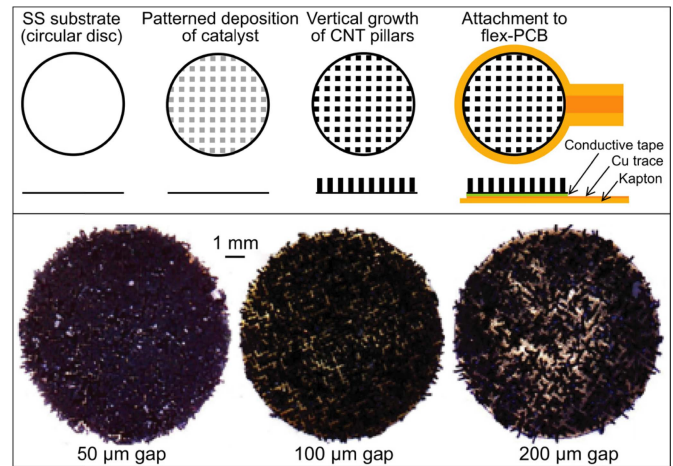 SS substrate
(circular disc)
Patterned deposition
of catalyst
Vertical growth
of CNT pillars
Attachment to
flex-PCB
Conductive tape
Cu trace
Kapton
1 mm
50 µm gap
100 µm gap
200 µm gap